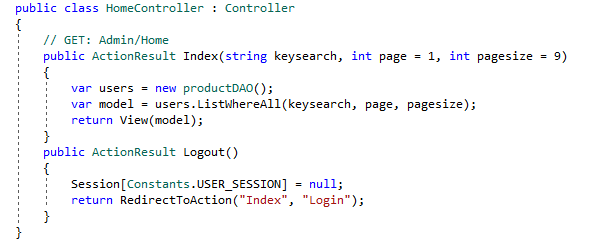 public class HomeController : Controller
{
    // GET: Admin/Home
    public ActionResult Index(string keysearch, int page = 1, int pagesize = 9)
    {
        var users = new productDAO();
        var model = users.ListWhereAll(keysearch, page, pagesize);
        return View(model);
    }
    public ActionResult Logout()
    {
        Session[Constants.USER_SESSION] = null;
        return RedirectToAction("Index", "Login");
    }
}